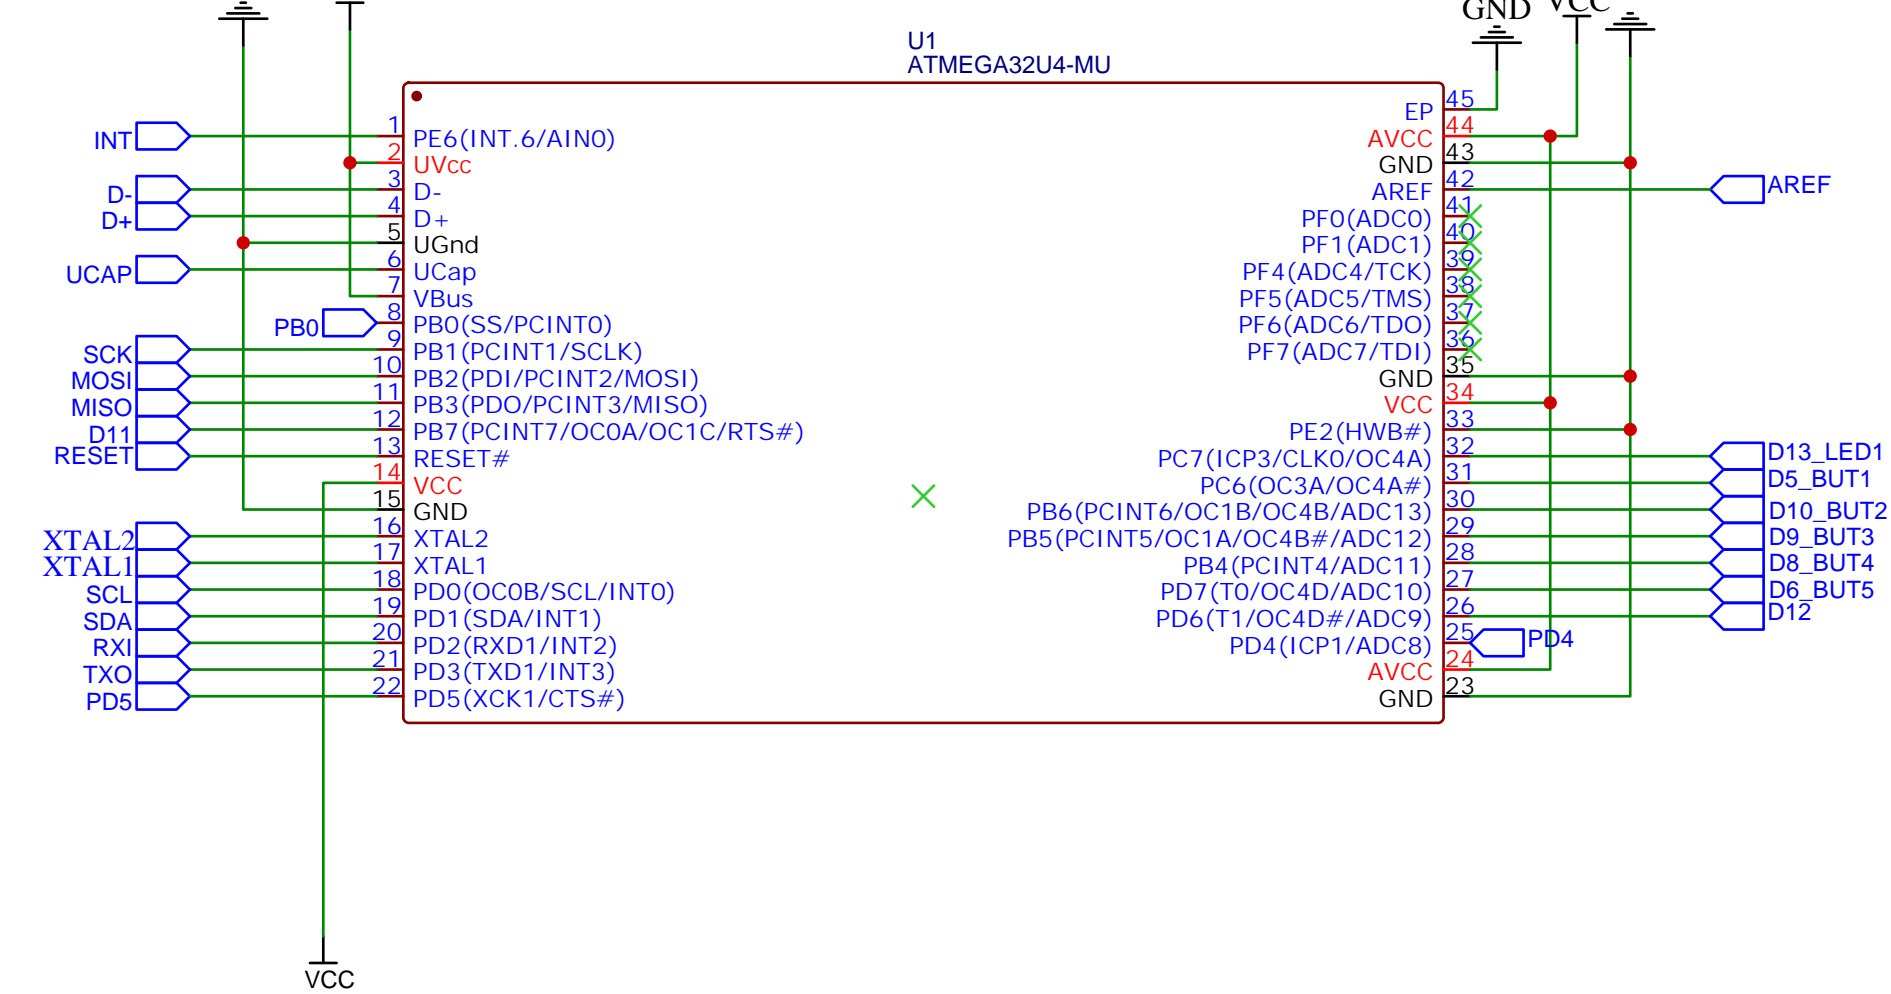 GND VCC
U1
ATMEGA32U4-MU
INT 1 PE6(INT.6/AIN0)
2 UVcc
D- 3 D-
D+ 4 D+
5 UGnd
UCAP 6 UCap
7 VBus
PB0 8 PB0(SS/PCINT0)
SCK 9 PB1(PCINT1/SCLK)
MOSI 10 PB2(PDI/PCINT2/MOSI)
MISO 11 PB3(PDO/PCINT3/MISO)
D11 12 PB7(PCINT7/OC0A/OC1C/RTS#)
RESET 13 RESET#
14 VCC
15 GND
XTAL2 16 XTAL2
XTAL1 17 XTAL1
SCL 18 PD0(OC0B/SCL/INT0)
SDA 19 PD1(SDA/INT1)
RXI 20 PD2(RXD1/INT2)
TXO 21 PD3(TXD1/INT3)
PD5 22 PD5(XCK1/CTS#)
EP 45
AVCC 44
GND 43
AREF 42 AREF
PF0(ADC0) 41
PF1(ADC1) 40
PF4(ADC4/TCK) 39
PF5(ADC5/TMS) 38
PF6(ADC6/TDO) 37
PF7(ADC7/TDI) 36
GND 35
VCC 34
PE2(HWB#) 33
PC7(ICP3/CLK0/OC4A) 32 D13_LED1
PC6(OC3A/OC4A#) 31 D5_BUT1
PB6(PCINT6/OC1B/OC4B/ADC13) 30 D10_BUT2
PB5(PCINT5/OC1A/OC4B#/ADC12) 29 D9_BUT3
PB4(PCINT4/ADC11) 28 D8_BUT4
PD7(T0/OC4D/ADC10) 27 D6_BUT5
PD6(T1/OC4D#/ADC9) 26 D12
PD4(ICP1/ADC8) 25 PD4
AVCC 24
GND 23
VCC